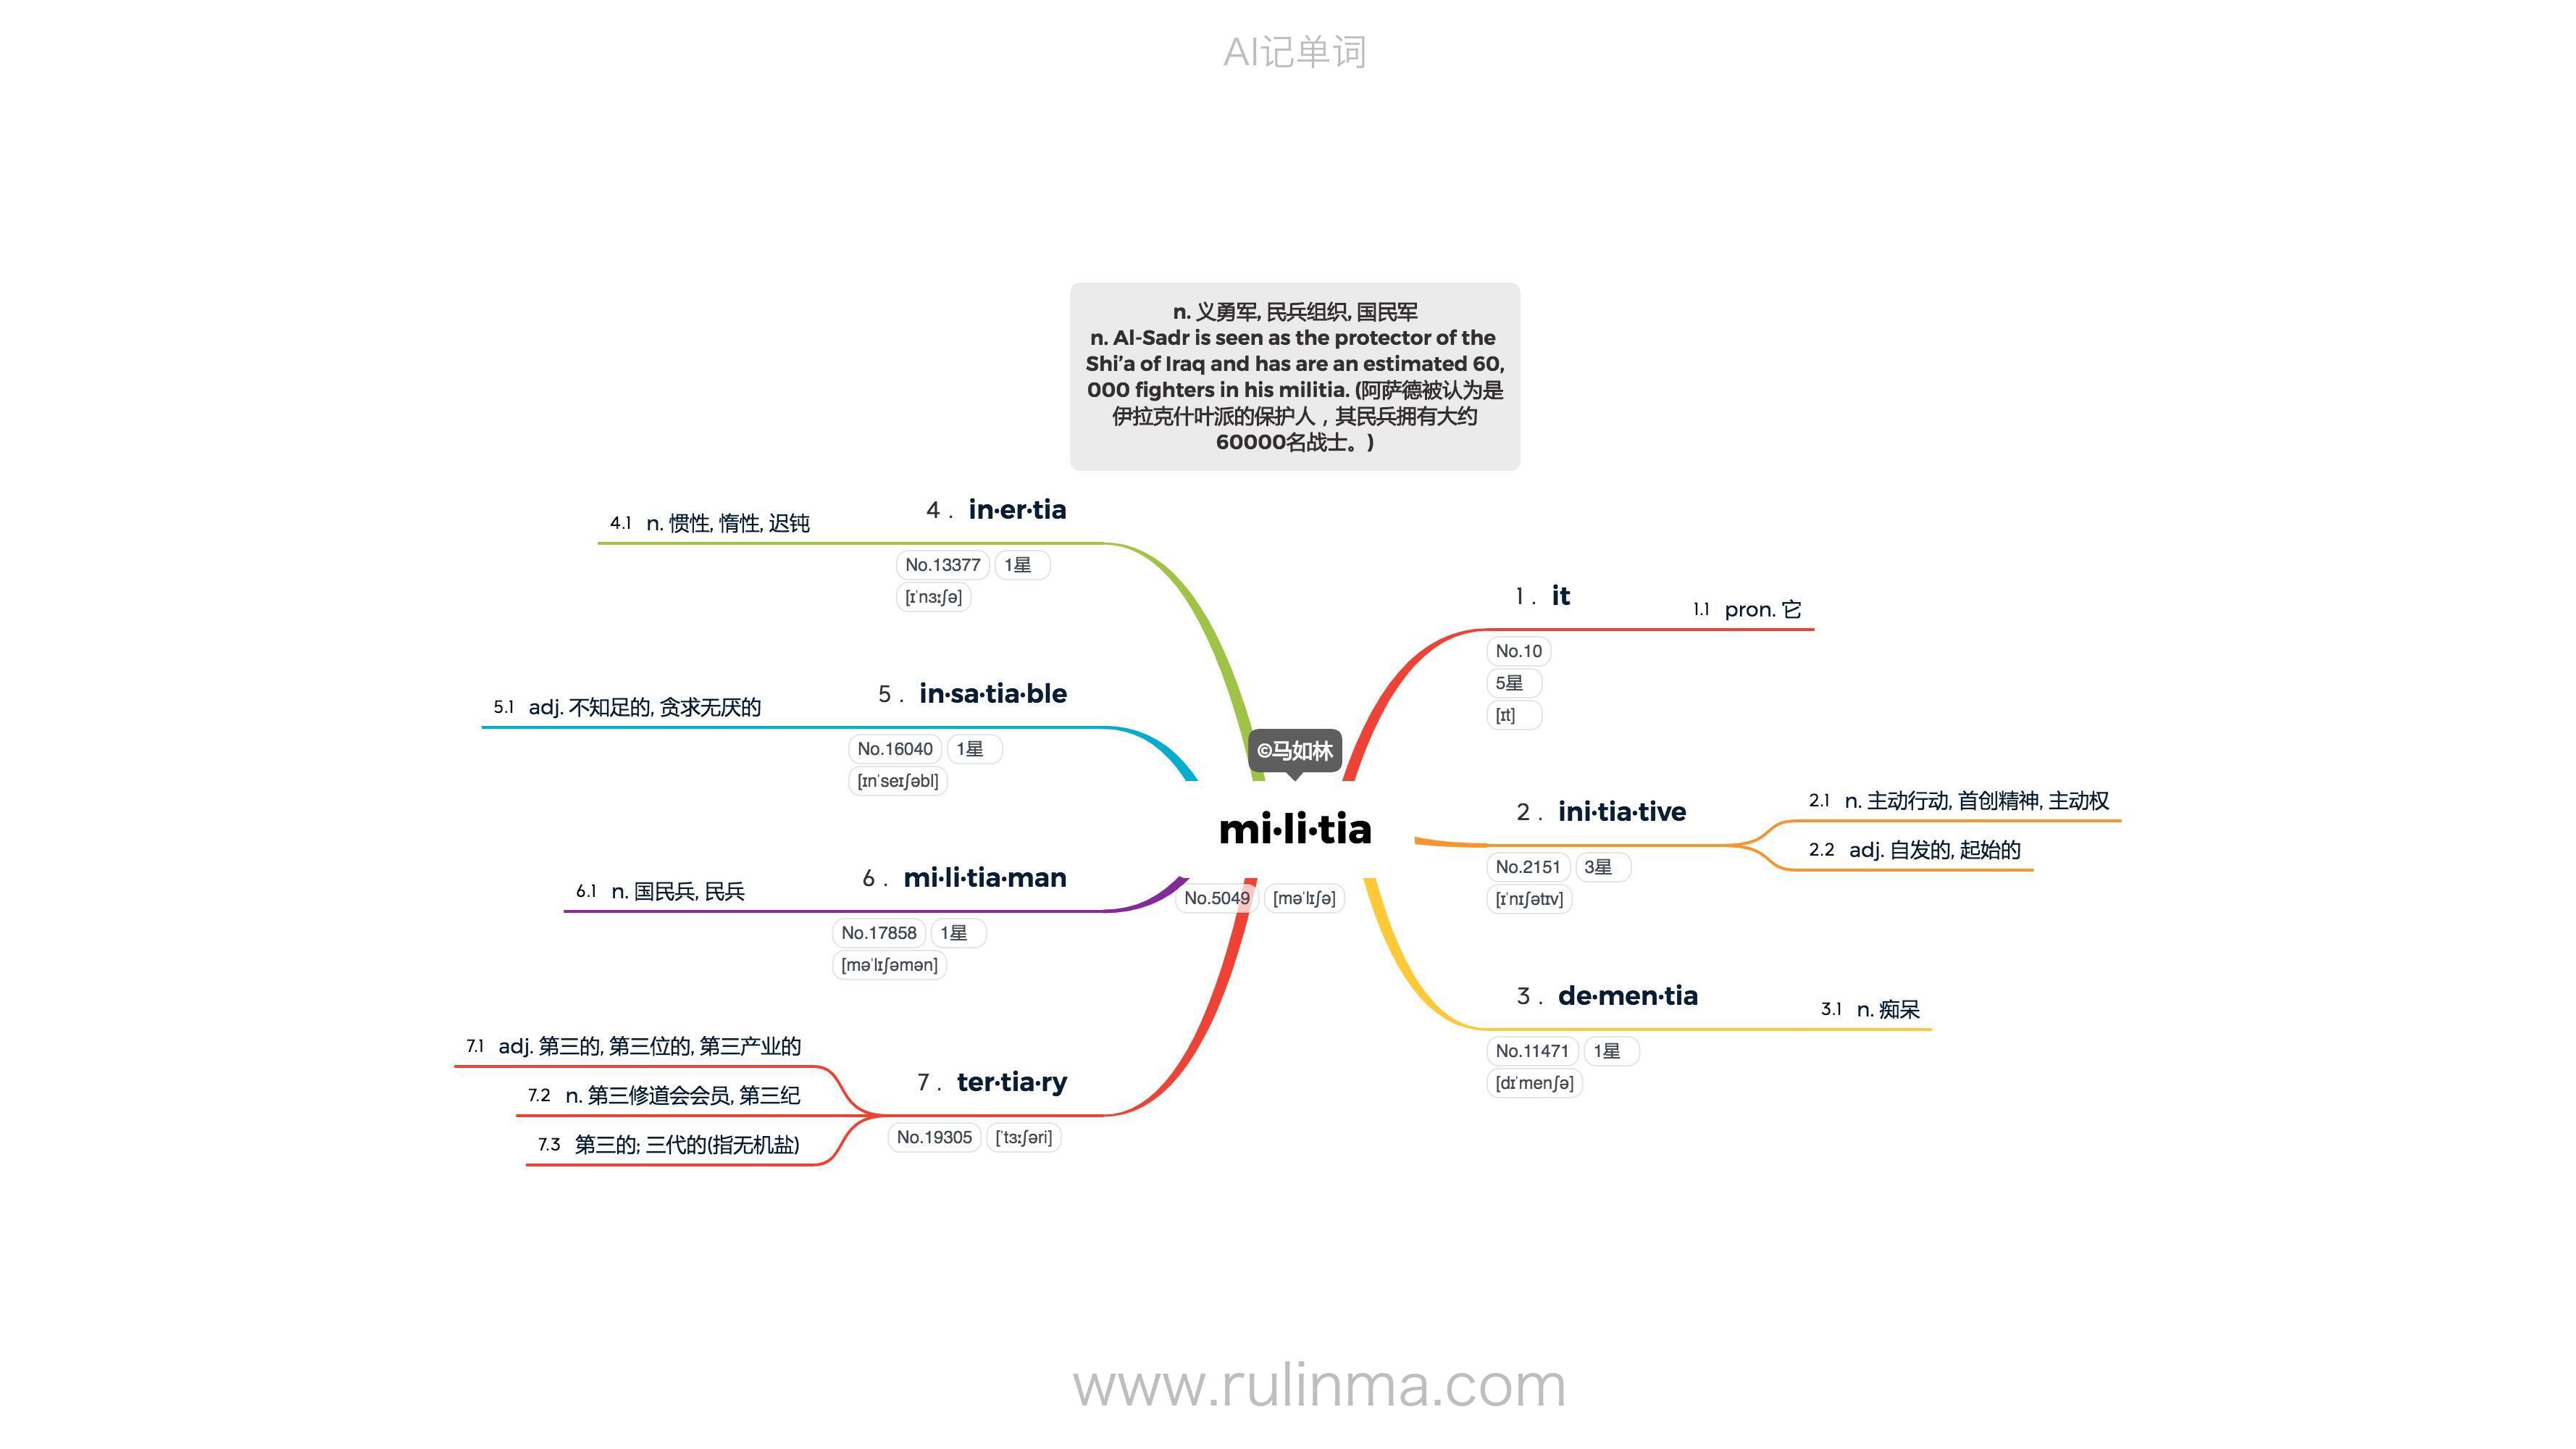 AI记单词
n. 义勇军, 民兵组织, 国民军
n. Al-Sadr is seen as the protector of the
Shi’a of Iraq and has are an estimated 60,
000 fighters in his militia. (阿萨德被认为是
伊拉克什叶派的保护人，其民兵拥有大约
60000名战士。)
©马如林
mi·li·tia
No.5049 [məˈlɪʃə]
1 . it
No.10
5星
[ɪt]
1.1 pron. 它
2 . ini·tia·tive
No.2151 3星
[ɪˈnɪʃətɪv]
2.1 n. 主动行动, 首创精神, 主动权
2.2 adj. 自发的, 起始的
3 . de·men·tia
No.11471 1星
[dɪˈmenʃə]
3.1 n. 痴呆
4 . in·er·tia
No.13377 1星
[ɪˈnɜːʃə]
4.1 n. 惯性, 惰性, 迟钝
5 . in·sa·tia·ble
No.16040 1星
[ɪnˈseɪʃəbl]
5.1 adj. 不知足的, 贪求无厌的
6 . mi·li·tia·man
No.17858 1星
[məˈlɪʃəmən]
6.1 n. 国民兵, 民兵
7 . ter·tia·ry
No.19305 [ˈtɜːʃəri]
7.1 adj. 第三的, 第三位的, 第三产业的
7.2 n. 第三修道会会员, 第三纪
7.3 第三的; 三代的(指无机盐)
www.rulinma.com